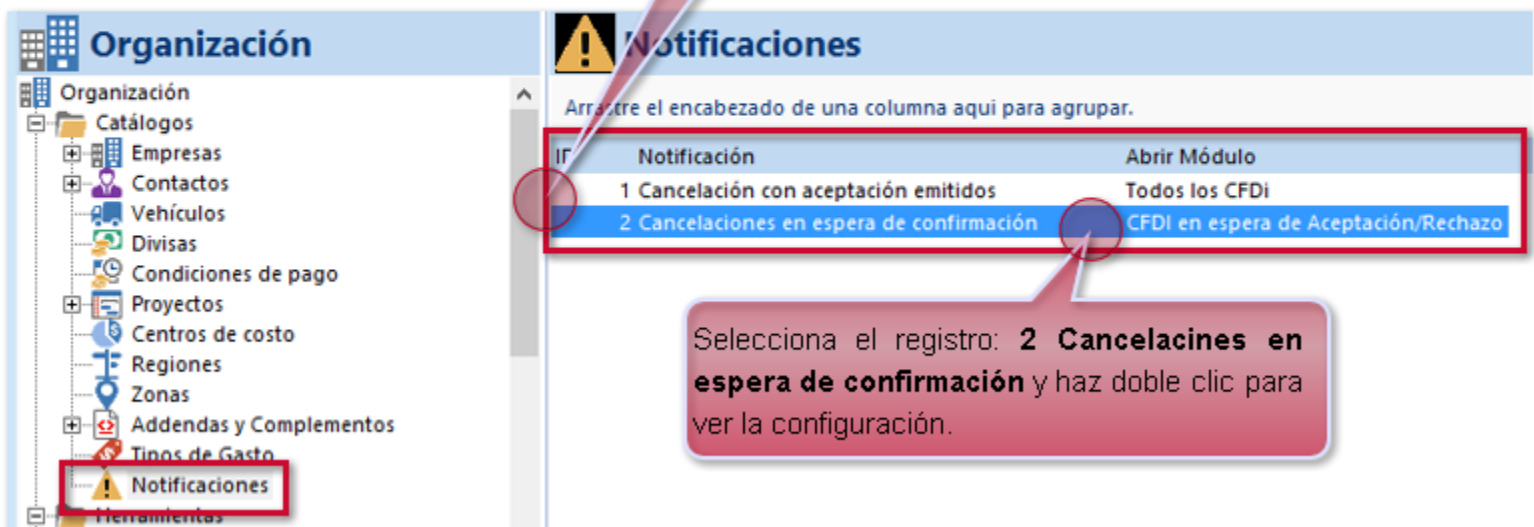 Organización
Organización
Catálogos
Empresas
Contactos
Vehículos
Divisas
Condiciones de pago
Proyectos
Centros de costo
Regiones
Zonas
Addendas y Complementos
Tipos de Gasto
Notificaciones
Herramientas
Notificaciones
Arrastre el encabezado de una columna aqui para agrupar.
ID Notificación Abrir Módulo
1 Cancelación con aceptación emitidos Todos los CFDi
2 Cancelaciones en espera de confirmación CFDI en espera de Aceptación/Rechazo
Selecciona el registro: 2 Cancelacines en
espera de confirmación y haz doble clic para
ver la configuración.